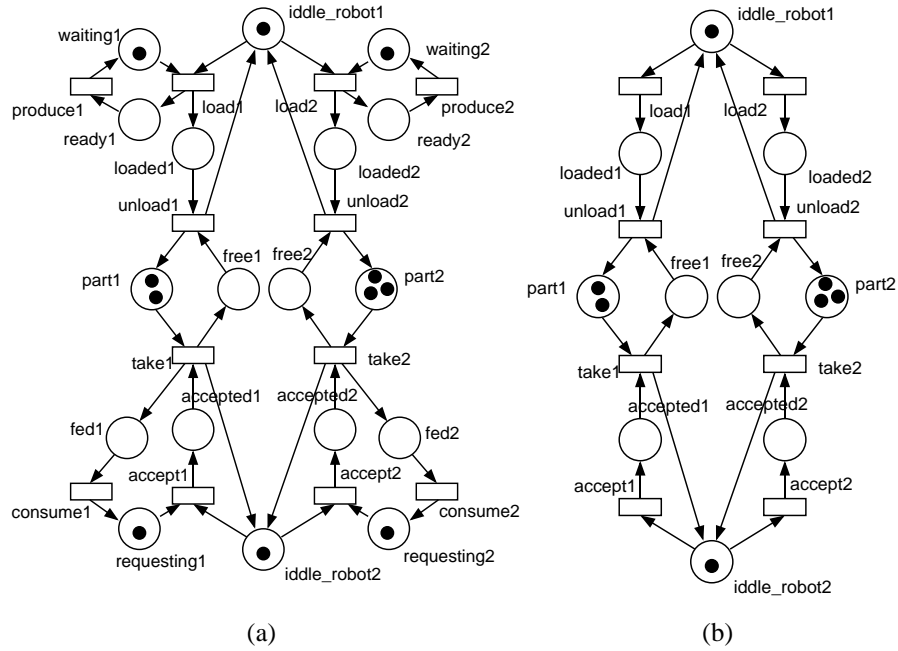 iddle_robot1
waiting1
waiting2
produce1
load1
load2
produce2
ready1
ready2
loaded1
loaded2
unload1
unload2
free1
free2
part1
part2
take1
take2
accepted1
accepted2
fed1
fed2
accept1
accept2
consume1
consume2
requesting1
requesting2
iddle_robot2
(a)
iddle_robot1
load1
load2
loaded1
loaded2
unload1
unload2
free1
free2
part1
part2
take1
take2
accepted1
accepted2
accept1
accept2
iddle_robot2
(b)